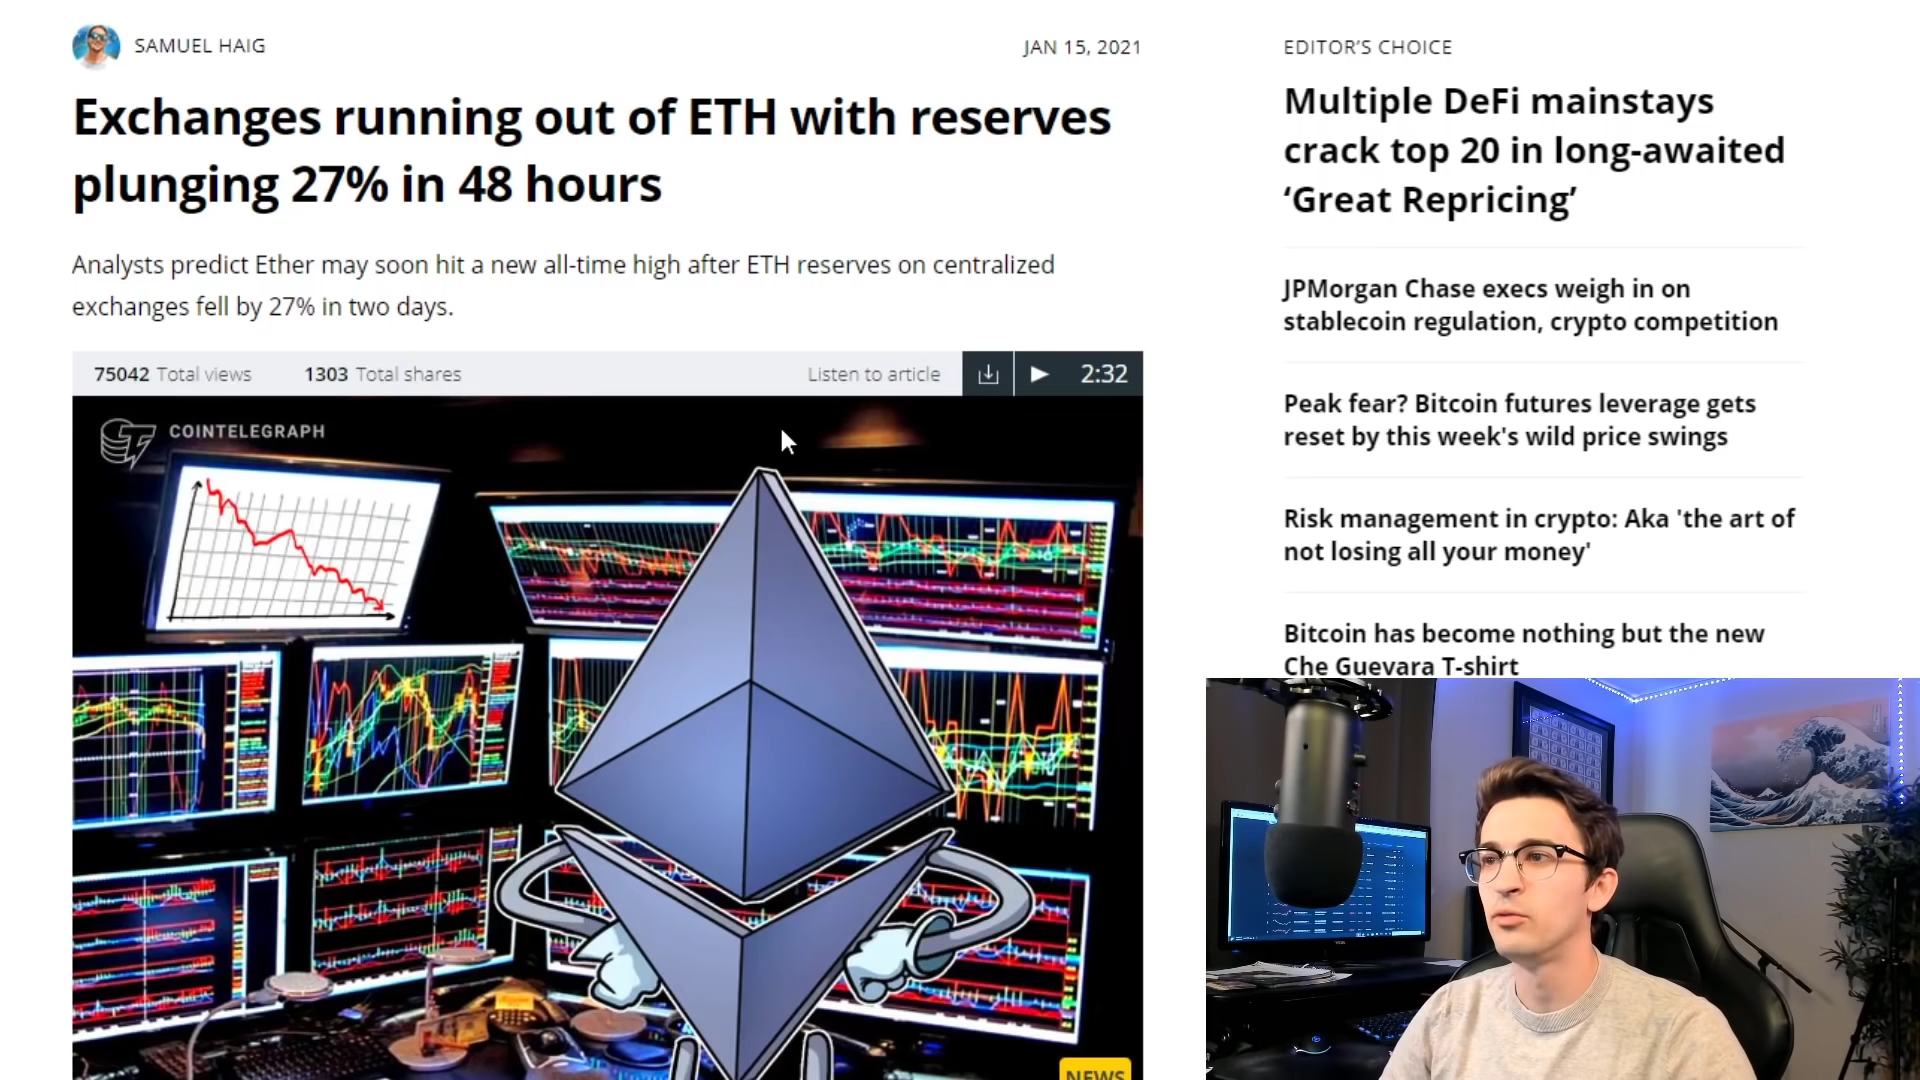 SAMUEL HAIG
JAN 15, 2021
Exchanges running out of ETH with reserves
plunging 27% in 48 hours
Analysts predict Ether may soon hit a new all-time high after ETH reserves on centralized
exchanges fell by 27% in two days.
75042 Total views
1303 Total shares
Listen to article
2:32
COINTELEGRAPH
NEWS
EDITOR'S CHOICE
Multiple DeFi mainstays
crack top 20 in long-awaited
‘Great Repricing’
JPMorgan Chase execs weigh in on
stablecoin regulation, crypto competition
Peak fear? Bitcoin futures leverage gets
reset by this week's wild price swings
Risk management in crypto: Aka 'the art of
not losing all your money'
Bitcoin has become nothing but the new
Che Guevara T-shirt